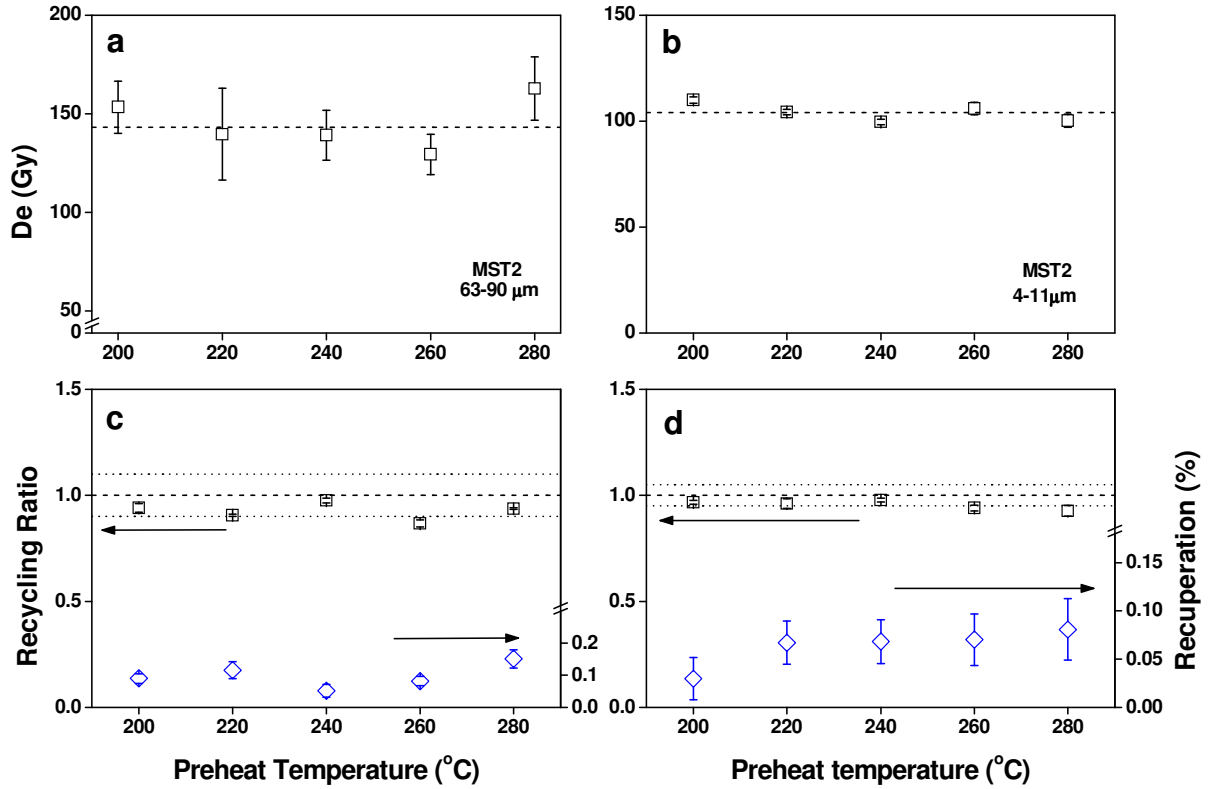 a
200
150
100
50
0
De (Gy)
MST2
63-90 μm
200 220 240 260 280
b
150
100
50
0
MST2
4-11μm
200 220 240 260 280
c
1.5
1.0
0.5
0.0
Recycling Ratio
0.2
0.1
0.0
200 220 240 260 280
Preheat Temperature (°C)
d
1.5
1.0
0.5
0.0
0.15
0.10
0.05
0.00
Recuperation (%)
200 220 240 260 280
Preheat temperature (°C)